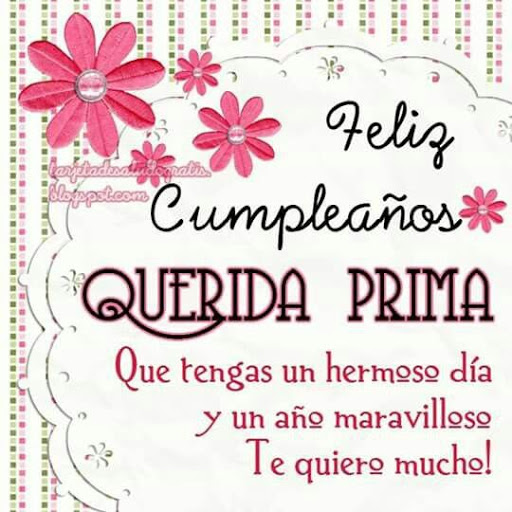 Feliz
Cumpleaños
QUERIDA PRIMA
Que tengas un hermoso día
y un año maravilloso
Te quiero mucho!
tarjetadesaludogratis.
blogspot.com